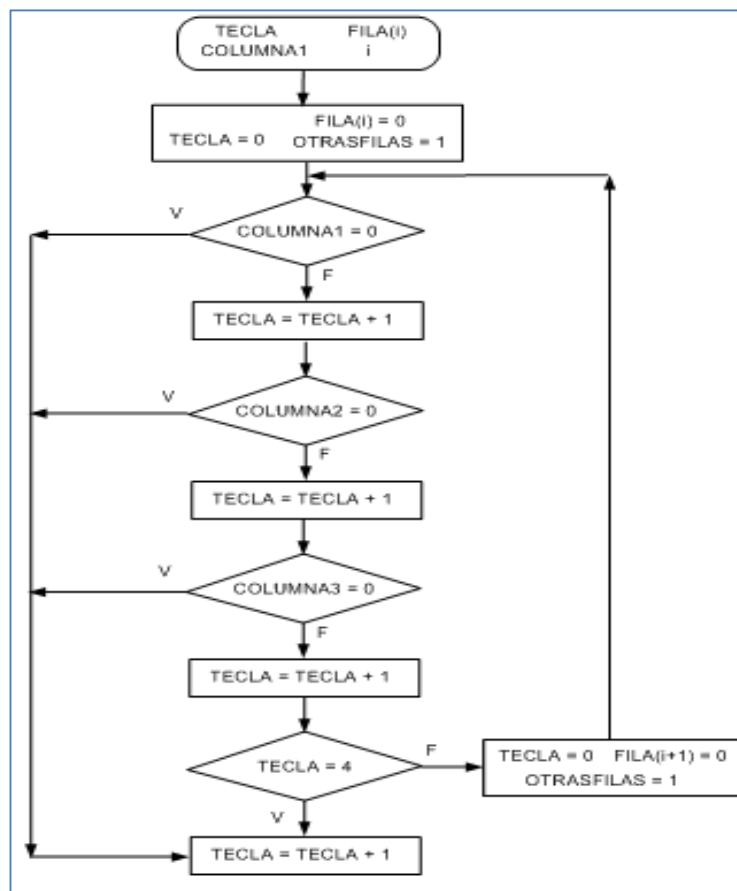 TECLA FILA(i)
COLUMNA1 i
FILA(i) = 0
TECLA = 0 OTRASFILAS = 1
V
COLUMNA1 = 0
F
TECLA = TECLA + 1
V
COLUMNA2 = 0
F
TECLA = TECLA + 1
V
COLUMNA3 = 0
F
TECLA = TECLA + 1
TECLA = 4
F
TECLA = 0 FILA(i+1) = 0
OTRASFILAS = 1
V
TECLA = TECLA + 1